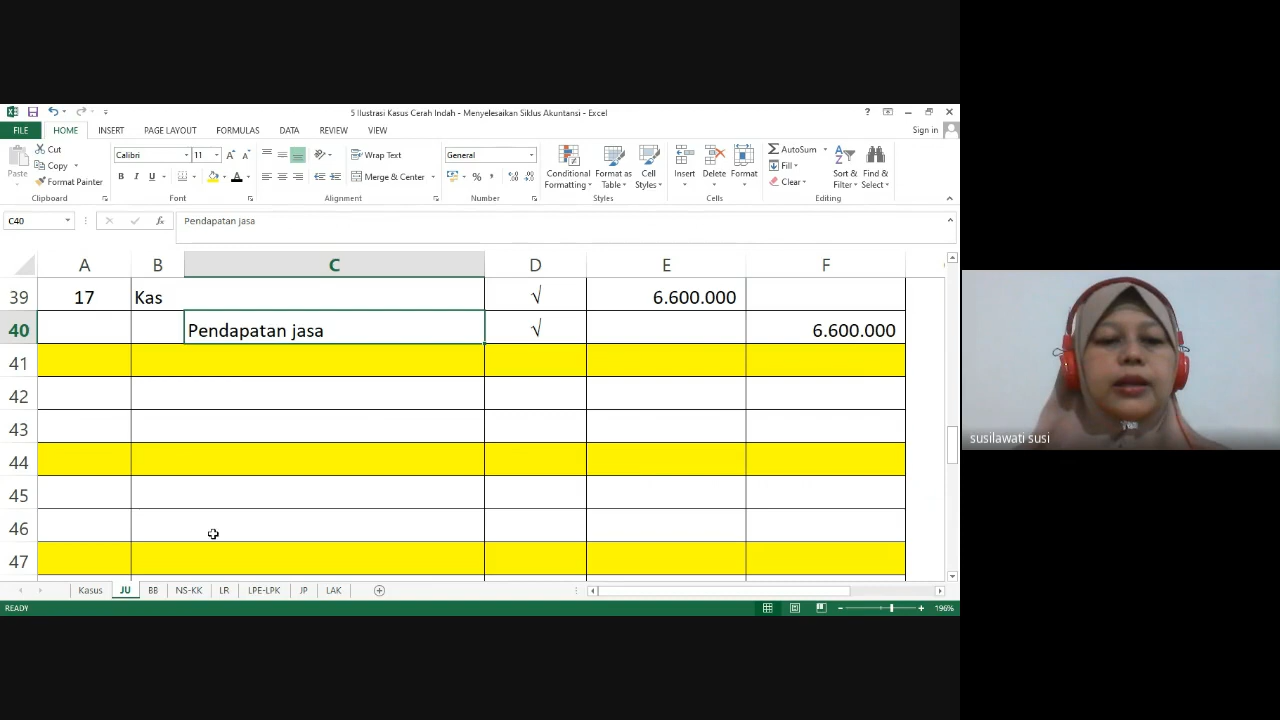 5 Ilustrasi Kasus Cerah Indah - Menyelesaikan Siklus Akuntansi - Excel
FILE HOME INSERT PAGE LAYOUT FORMULAS DATA REVIEW VIEW Sign in
Paste Cut Copy Format Painter Clipboard
Calibri 11 B I U A Font
Wrap Text Merge & Center Alignment
General % , Number
Conditional Formatting Format as Table Cell Styles Styles
Insert Delete Format Cells
AutoSum Fill Clear Sort & Filter Find & Select Editing
C40 fx Pendapatan jasa
A B C D E F
39 17 Kas √ 6.600.000
40 Pendapatan jasa √ 6.600.000
41
42
43
44
45
46
47
Kasus JU BB NS-KK LR LPE-LPK JP LAK
READY 196%
susilawati susi